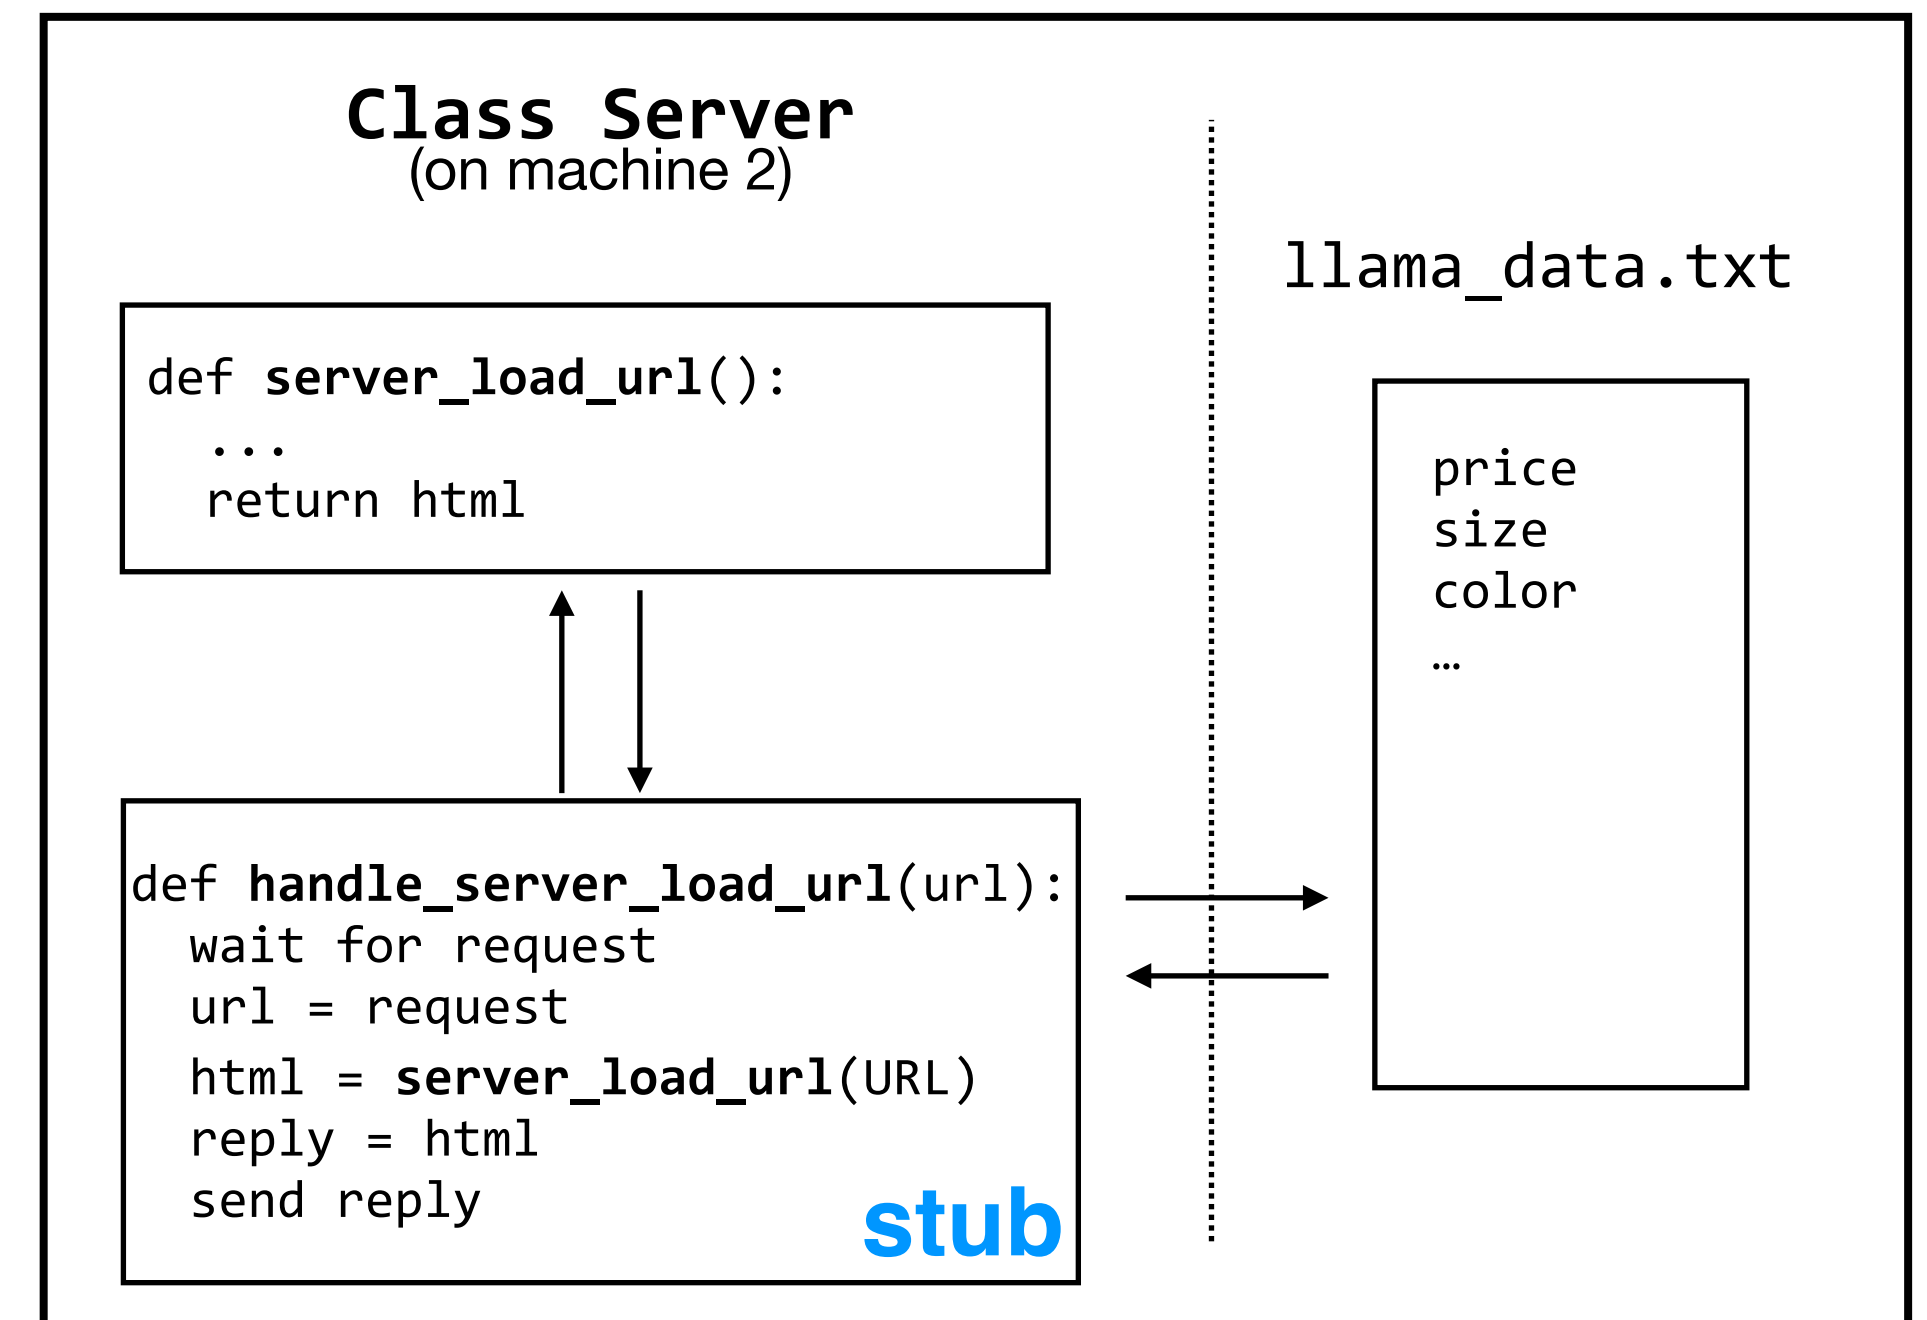 Class Server
(on machine 2)
def server_load_url():
...
return html
def handle_server_load_url(url):
wait for request
url = request
html = server_load_url(URL)
reply = html
send reply
stub
llama_data.txt
price
size
color
…